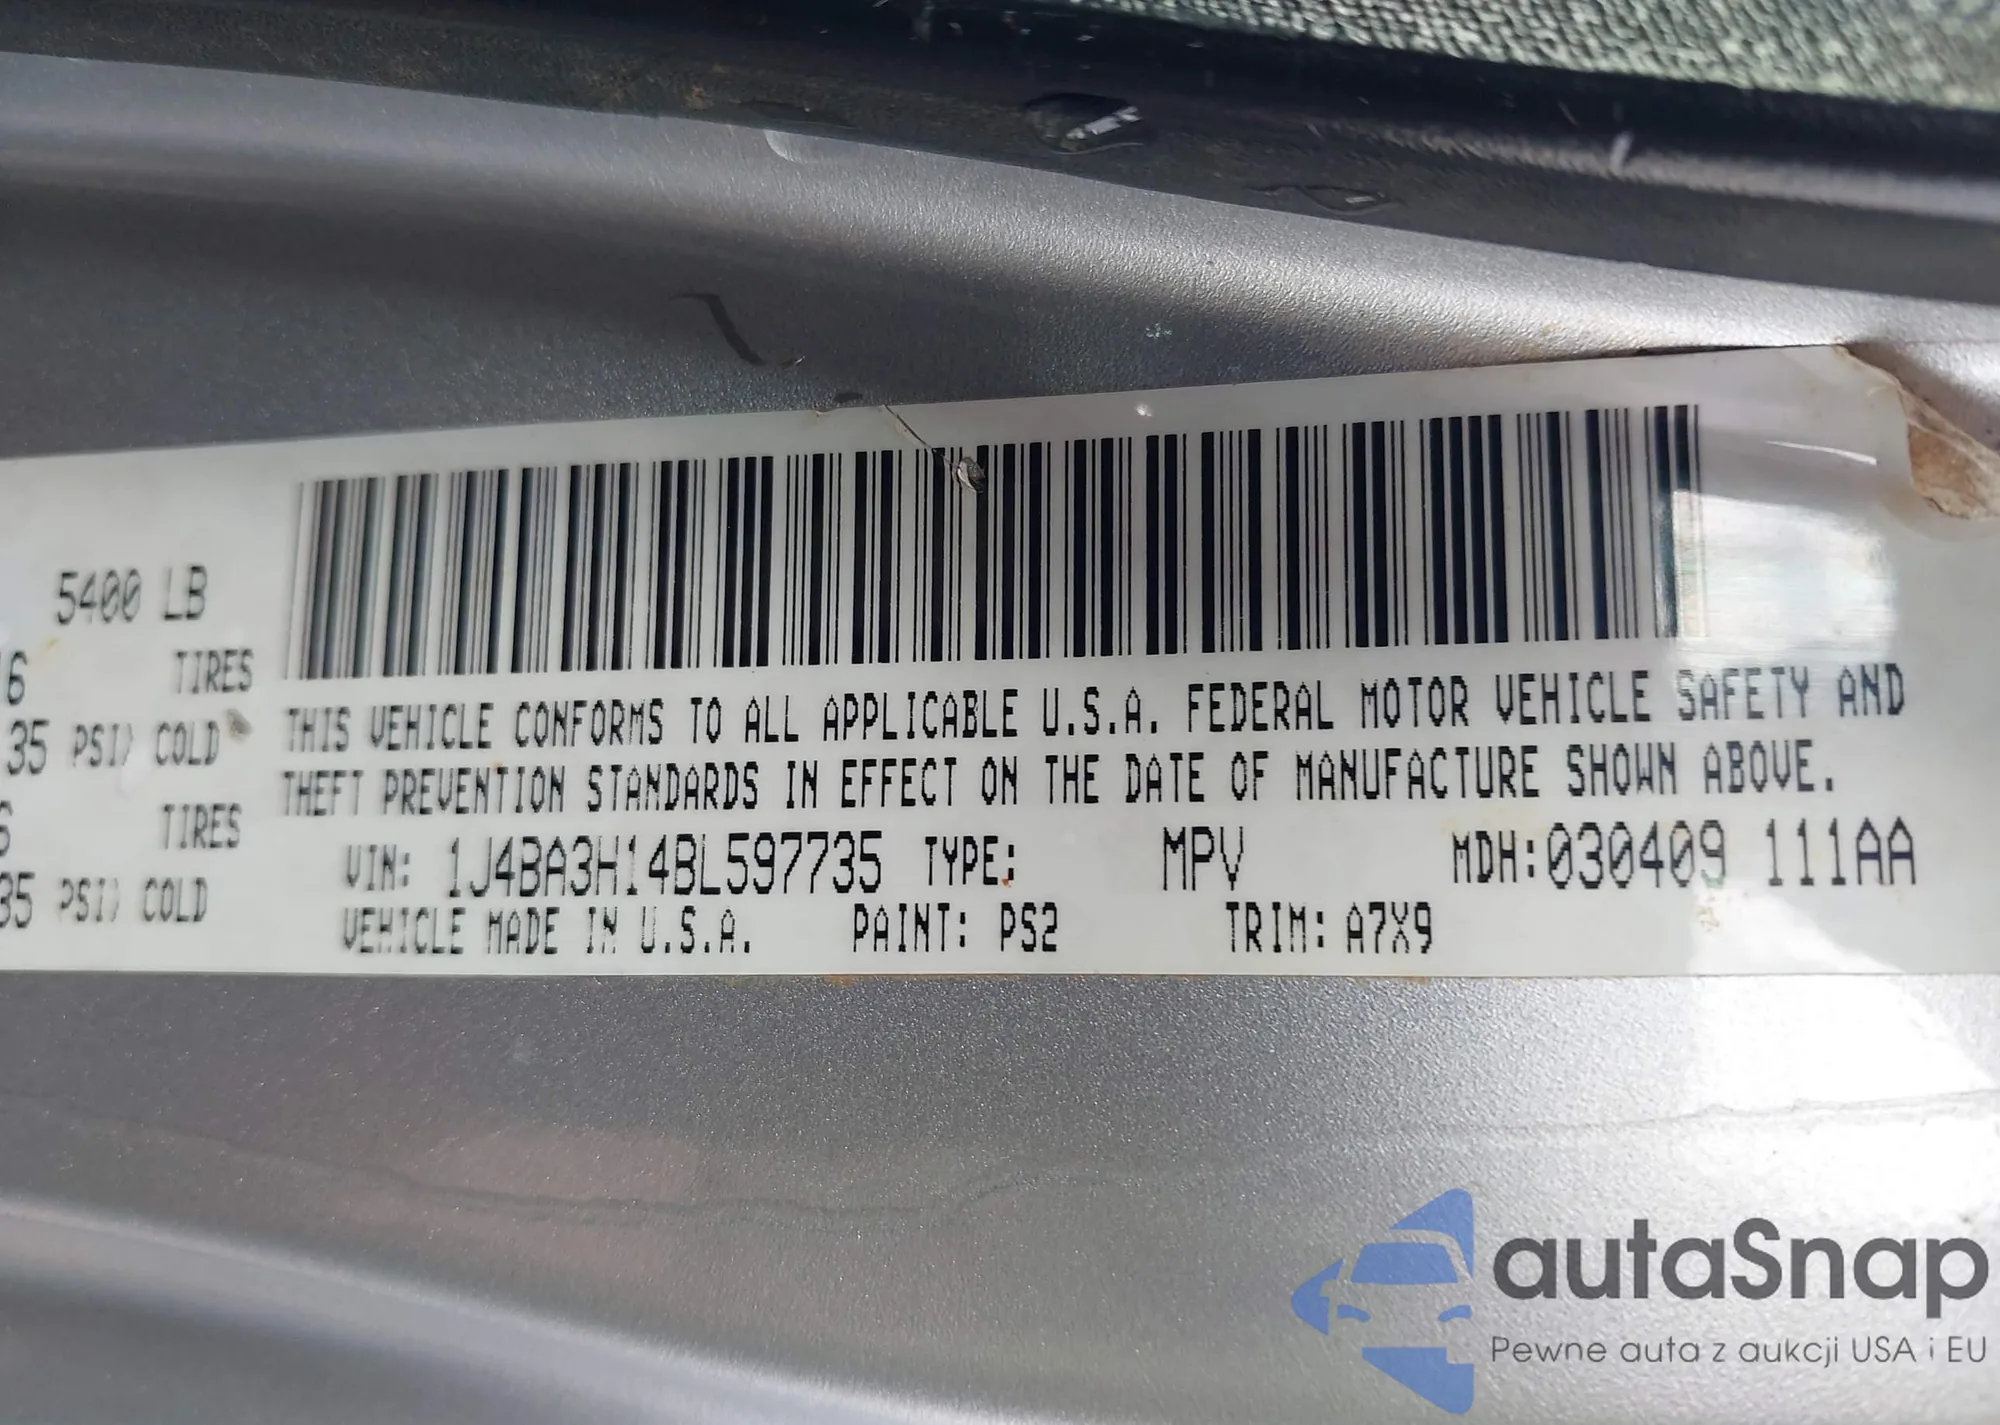 5400 LB
TIRES
35 PSI) COLD
TIRES
35 PSI) COLD
THIS VEHICLE CONFORMS TO ALL APPLICABLE U.S.A. FEDERAL MOTOR VEHICLE SAFETY AND
THEFT PREVENTION STANDARDS IN EFFECT ON THE DATE OF MANUFACTURE SHOWN ABOVE.
VIN: 1J4BA3H14BL597735 TYPE: MPV MDH:030409 111AA
VEHICLE MADE IN U.S.A. PAINT: PS2 TRIM: A7X9
autaSnap
Pewne auta z aukcji USA i EU